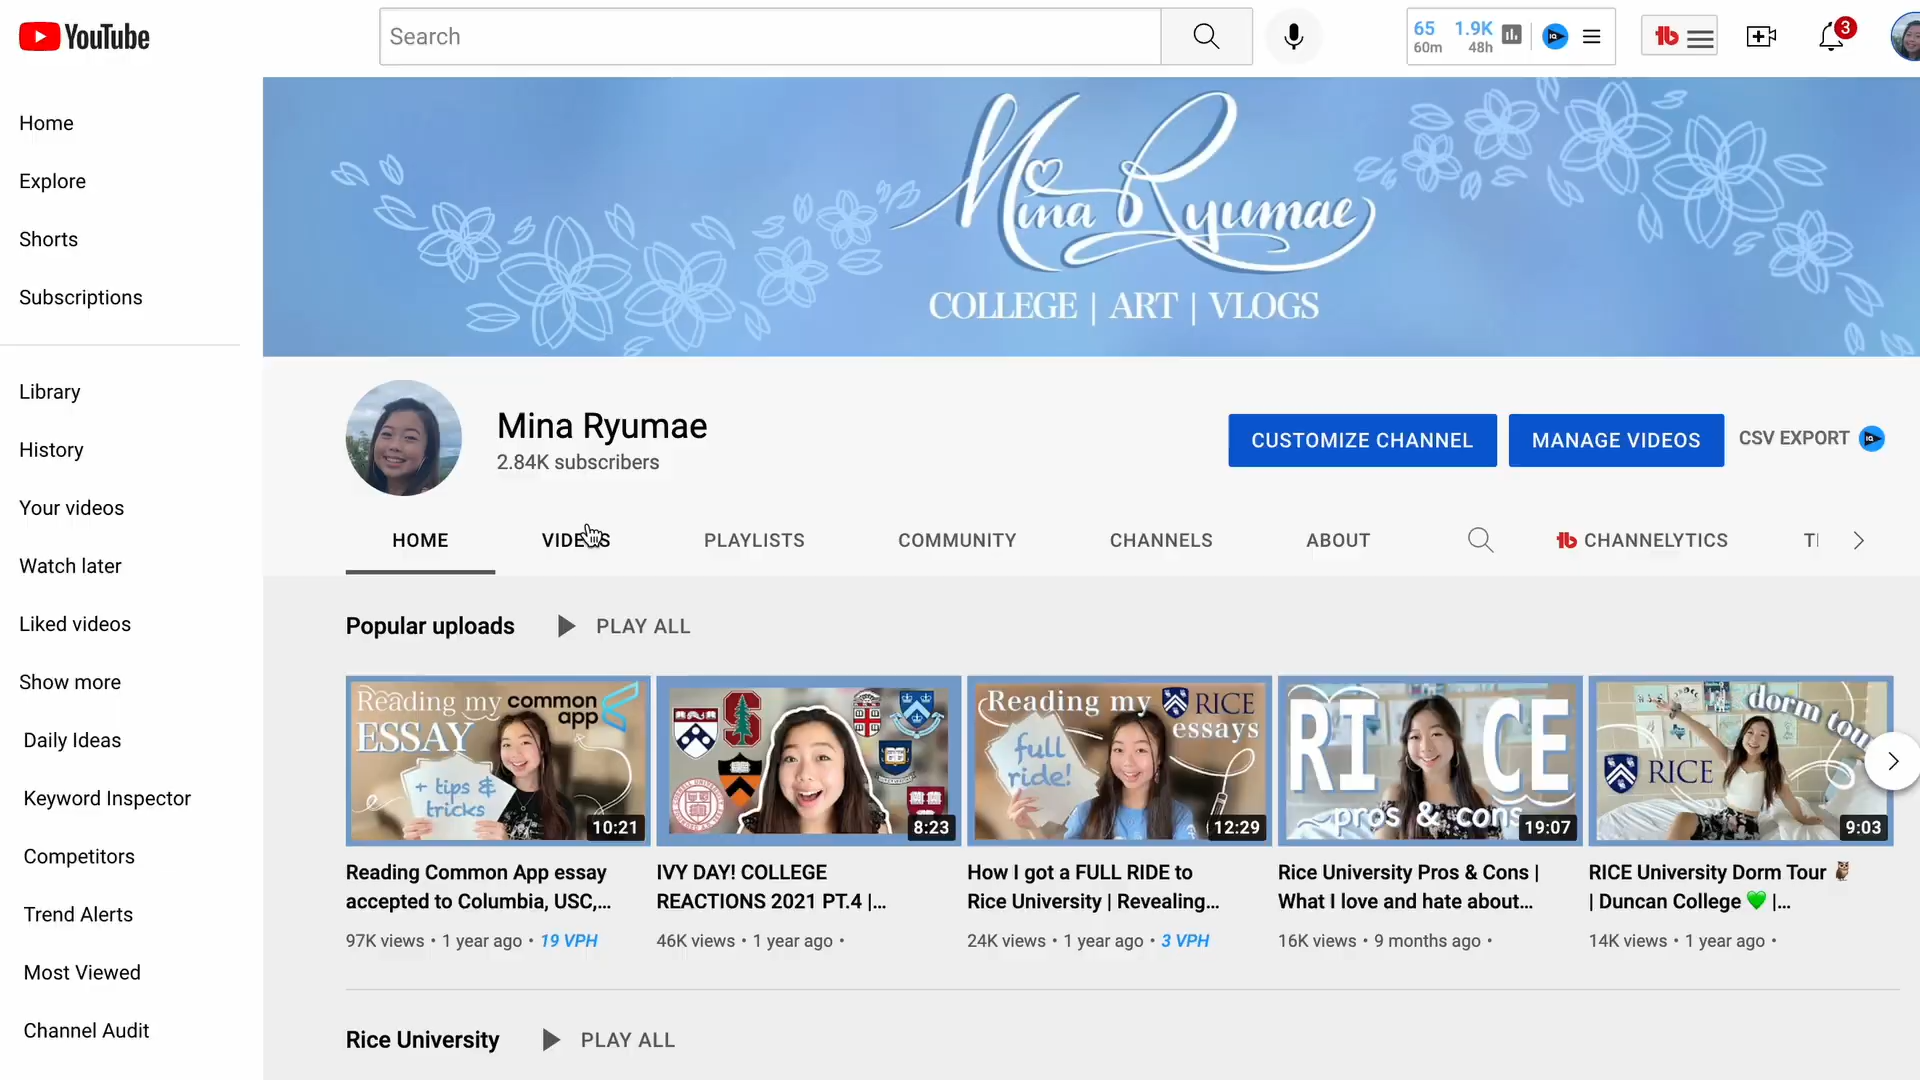 YouTube
Search
65
60m
1.9K
48h
3
Home
Explore
Shorts
Subscriptions
Library
History
Your videos
Watch later
Liked videos
Show more
Daily Ideas
Keyword Inspector
Competitors
Trend Alerts
Most Viewed
Channel Audit
Mina Ryumae
COLLEGE | ART | VLOGS
Mina Ryumae
2.84K subscribers
CUSTOMIZE CHANNEL
MANAGE VIDEOS
CSV EXPORT
HOME
VIDEOS
PLAYLISTS
COMMUNITY
CHANNELS
ABOUT
CHANNELYTICS
Popular uploads
PLAY ALL
Reading my common app
ESSAY
+ tips &
tricks
10:21
8:23
Reading my RICE
essays
full
ride!
12:29
RICE
pros & cons
19:07
dorm tour
RICE
9:03
Reading Common App essay
accepted to Columbia, USC,...
97K views • 1 year ago • 19 VPH
IVY DAY! COLLEGE
REACTIONS 2021 PT.4 |...
46K views • 1 year ago •
How I got a FULL RIDE to
Rice University | Revealing...
24K views • 1 year ago • 3 VPH
Rice University Pros & Cons |
What I love and hate about...
16K views • 9 months ago •
RICE University Dorm Tour 🦉
| Duncan College 💚 |...
14K views • 1 year ago •
Rice University
PLAY ALL